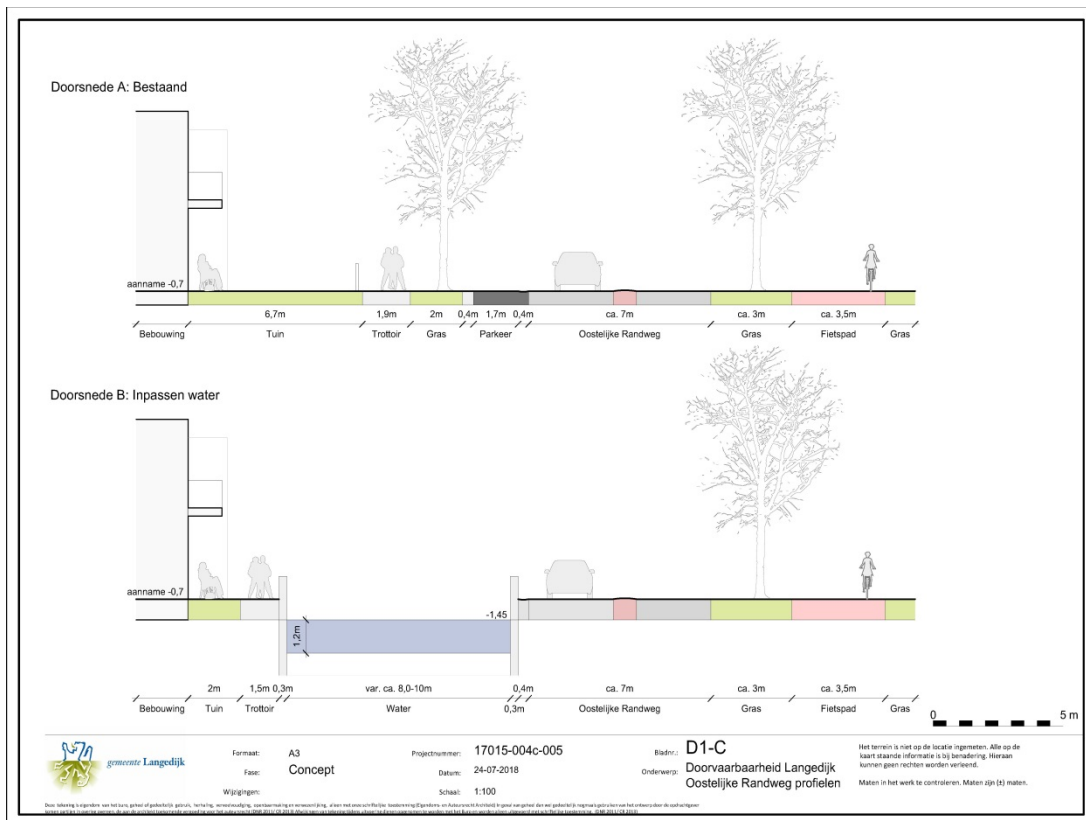 Doorsnede A: Bestaand
aanname -0,7
6,7m 1,9m 2m 0,4m 1,7m 0,4m ca. 7m ca. 3m ca. 3,5m
Bebouwing Tuin Trottoir Gras Parkeer Oostelijke Randweg Gras Fietspad Gras
Doorsnede B: Inpassen water
aanname -0,7
-1,45
1,2m
2m 1,5m 0,3m var. ca. 8,0-10m 0,4m ca. 7m ca. 3m ca. 3,5m
Bebouwing Tuin Trottoir Water 0,3m Oostelijke Randweg Gras Fietspad Gras
0 5 m
gemeente Langedijk
Formaat: A3
Fase: Concept
Wijzigingen:
Projectnummer: 17015-004c-005
Datum: 24-07-2018
Schaal: 1:100
Bladnr.: D1-C
Onderwerp: Doorvaarbaarheid Langedijk
Oostelijke Randweg profielen
Het terrein is niet op de locatie ingemeten. Alle op de
kaart staande informatie is bij benadering. Hieraan
kunnen geen rechten worden verleend.
Maten in het werk te controleren. Maten zijn (±) maten.